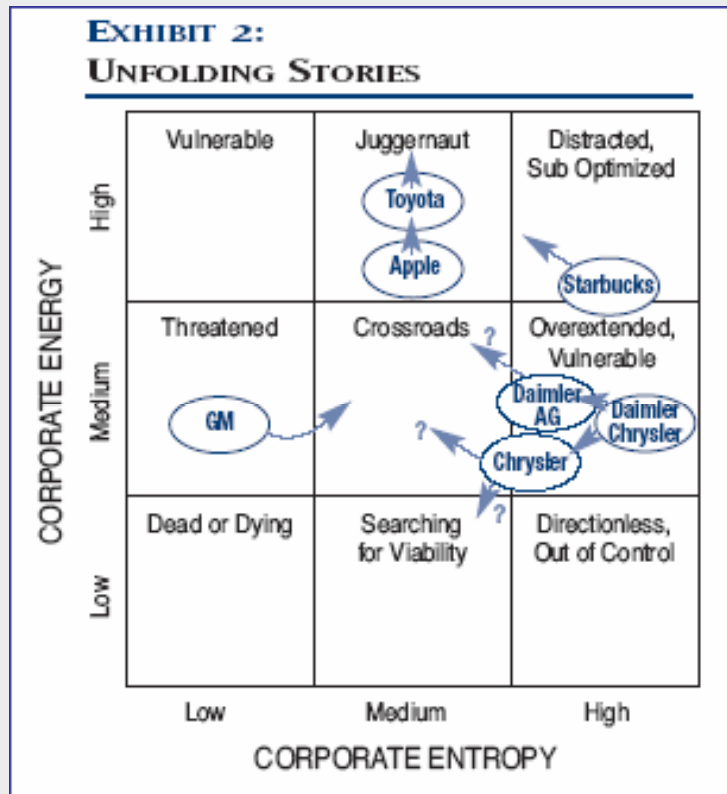 EXHIBIT 2:
UNFOLDING STORIES
CORPORATE ENERGY
High
Medium
Low
Vulnerable
Juggernaut
Distracted,
Sub Optimized
Toyota
Apple
Starbucks
Threatened
Crossroads
?
Overextended,
Vulnerable
GM
?
Daimler
AG
Daimler
Chrysler
Chrysler
?
Dead or Dying
Searching
for Viability
Directionless,
Out of Control
Low
Medium
High
CORPORATE ENTROPY